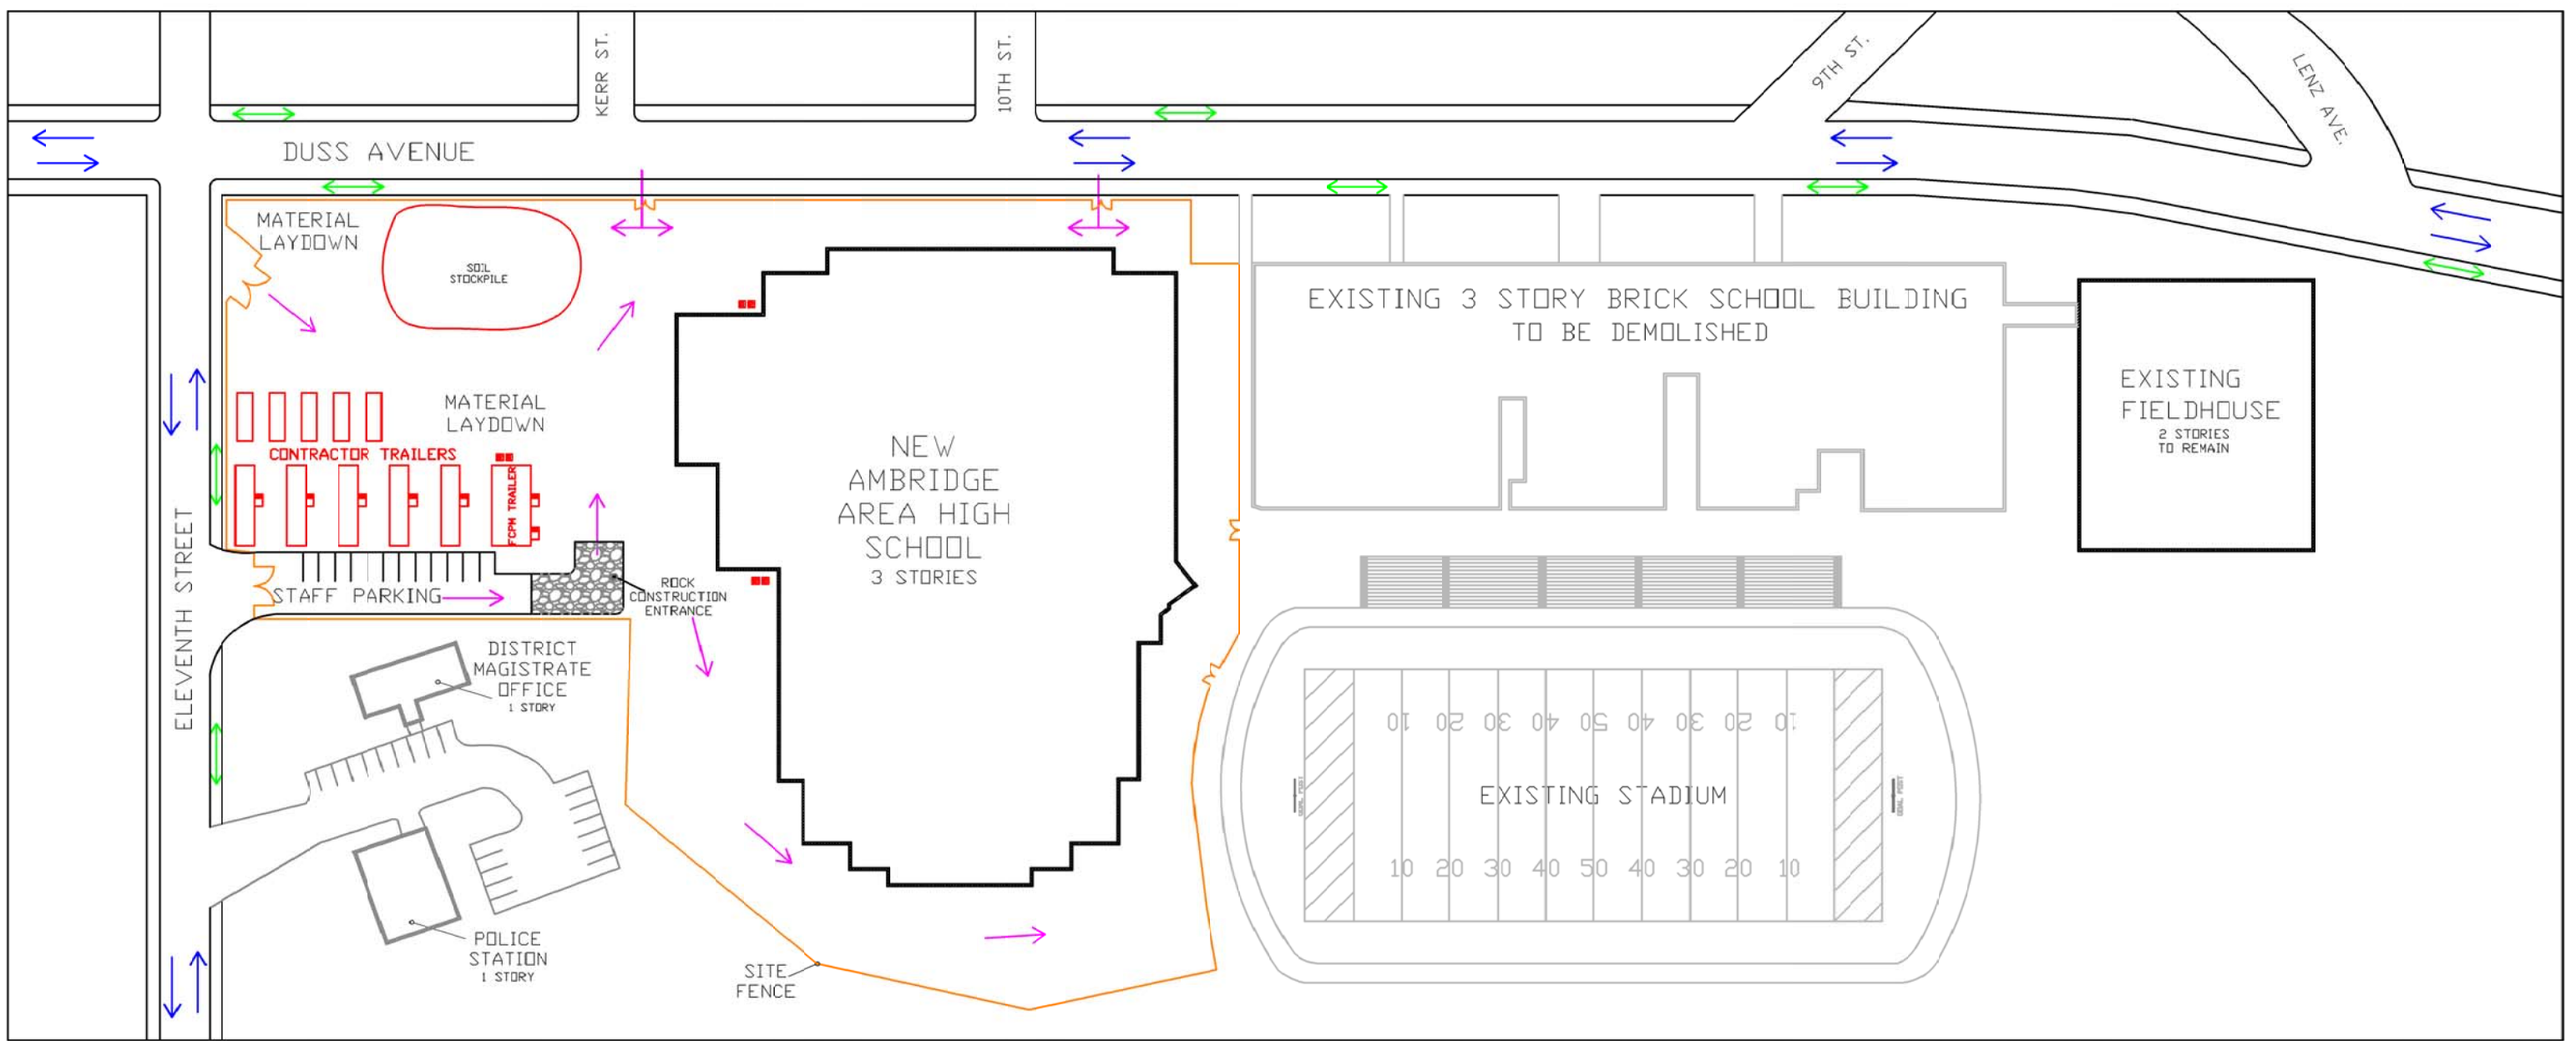 KERR ST.
10TH ST.
9TH ST.
LENZ AVE.
DUSS AVENUE
MATERIAL
LAYDOWN
SOIL
STOCKPILE
EXISTING 3 STORY BRICK SCHOOL BUILDING
TO BE DEMOLISHED
EXISTING
FIELDHOUSE
2 STORIES
TO REMAIN
MATERIAL
LAYDOWN
CONTRACTOR TRAILERS
FCPM TRAILER
NEW
AMBRIDGE
AREA HIGH
SCHOOL
3 STORIES
ELEVENTH STREET
STAFF PARKING
ROCK
CONSTRUCTION
ENTRANCE
DISTRICT
MAGISTRATE
OFFICE
1 STORY
10 20 30 40 50 40 30 20 10
GOAL POST
EXISTING STADIUM
GOAL POST
10 20 30 40 50 40 30 20 10
POLICE
STATION
1 STORY
SITE
FENCE